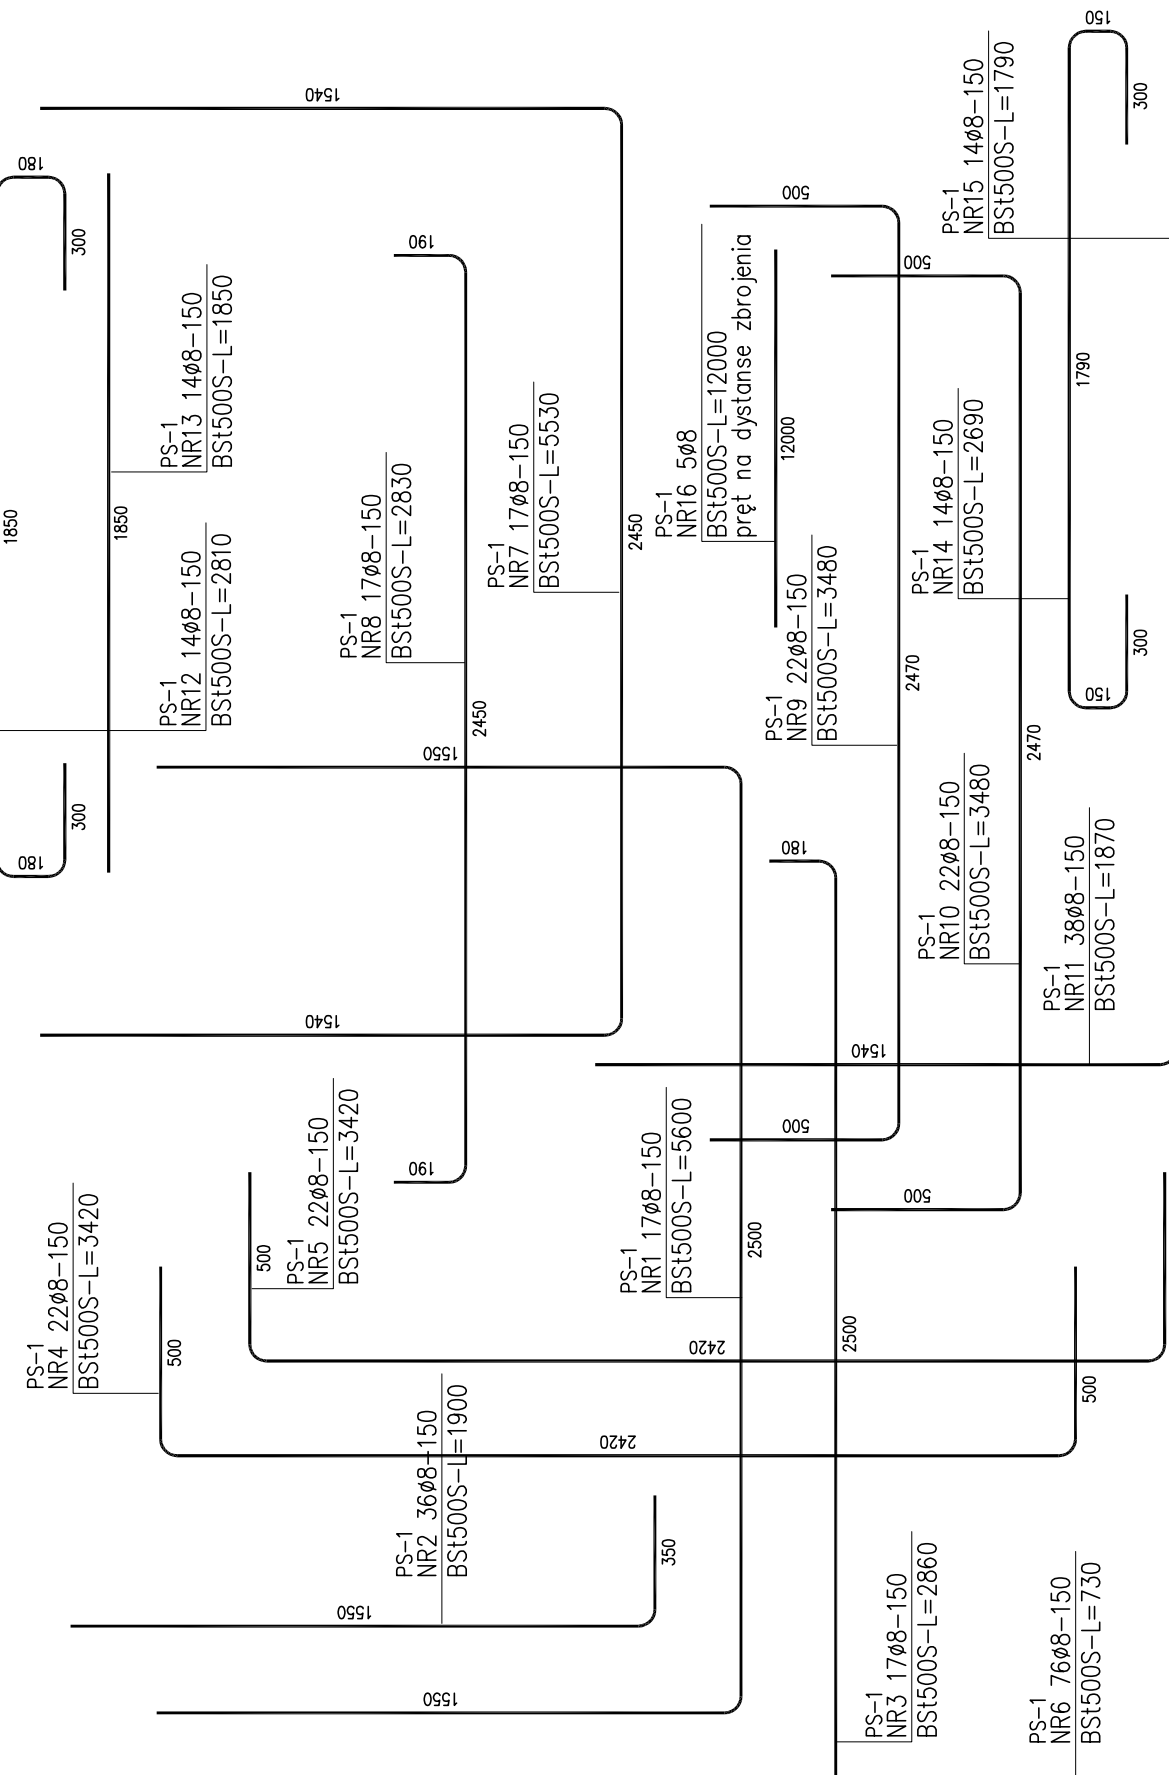 150
PS-1
NR15 14ø8-150
BSt500S-L=1790
300
1540
180
300
500
190
500
PS-1
NR13 14ø8-150
BSt500S-L=1850
1850
1850
PS-1
NR16 5ø8
BSt500S-L=12000
pręt na dystanse zbrojenia
12000
1790
PS-1
NR7 17ø8-150
BSt500S-L=5530
2450
PS-1
NR14 14ø8-150
BSt500S-L=2690
PS-1
NR8 17ø8-150
BSt500S-L=2830
2450
PS-1
NR12 14ø8-150
BSt500S-L=2810
PS-1
NR9 22ø8-150
BSt500S-L=3480
2470
300
150
1550
2470
300
180
180
PS-1
NR10 22ø8-150
BSt500S-L=3480
PS-1
NR11 38ø8-150
BSt500S-L=1870
1540
1540
500
190
500
PS-1
NR5 22ø8-150
BSt500S-L=3420
500
PS-1
NR1 17ø8-150
BSt500S-L=5600
2500
PS-1
NR4 22ø8-150
BSt500S-L=3420
500
2420
2500
500
2420
PS-1
NR2 36ø8-150
BSt500S-L=1900
350
1550
1550
PS-1
NR3 17ø8-150
BSt500S-L=2860
PS-1
NR6 76ø8-150
BSt500S-L=730